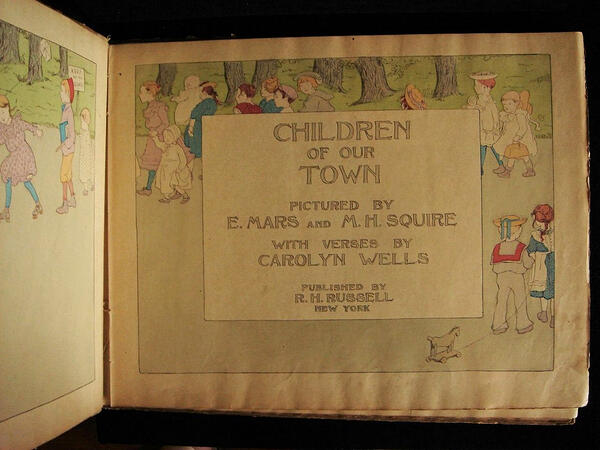 CHILDREN
OF OUR
TOWN
PICTURED BY
E. MARS AND M. H. SQUIRE
WITH VERSES BY
CAROLYN WELLS
PUBLISHED BY
R. H. RUSSELL
NEW YORK